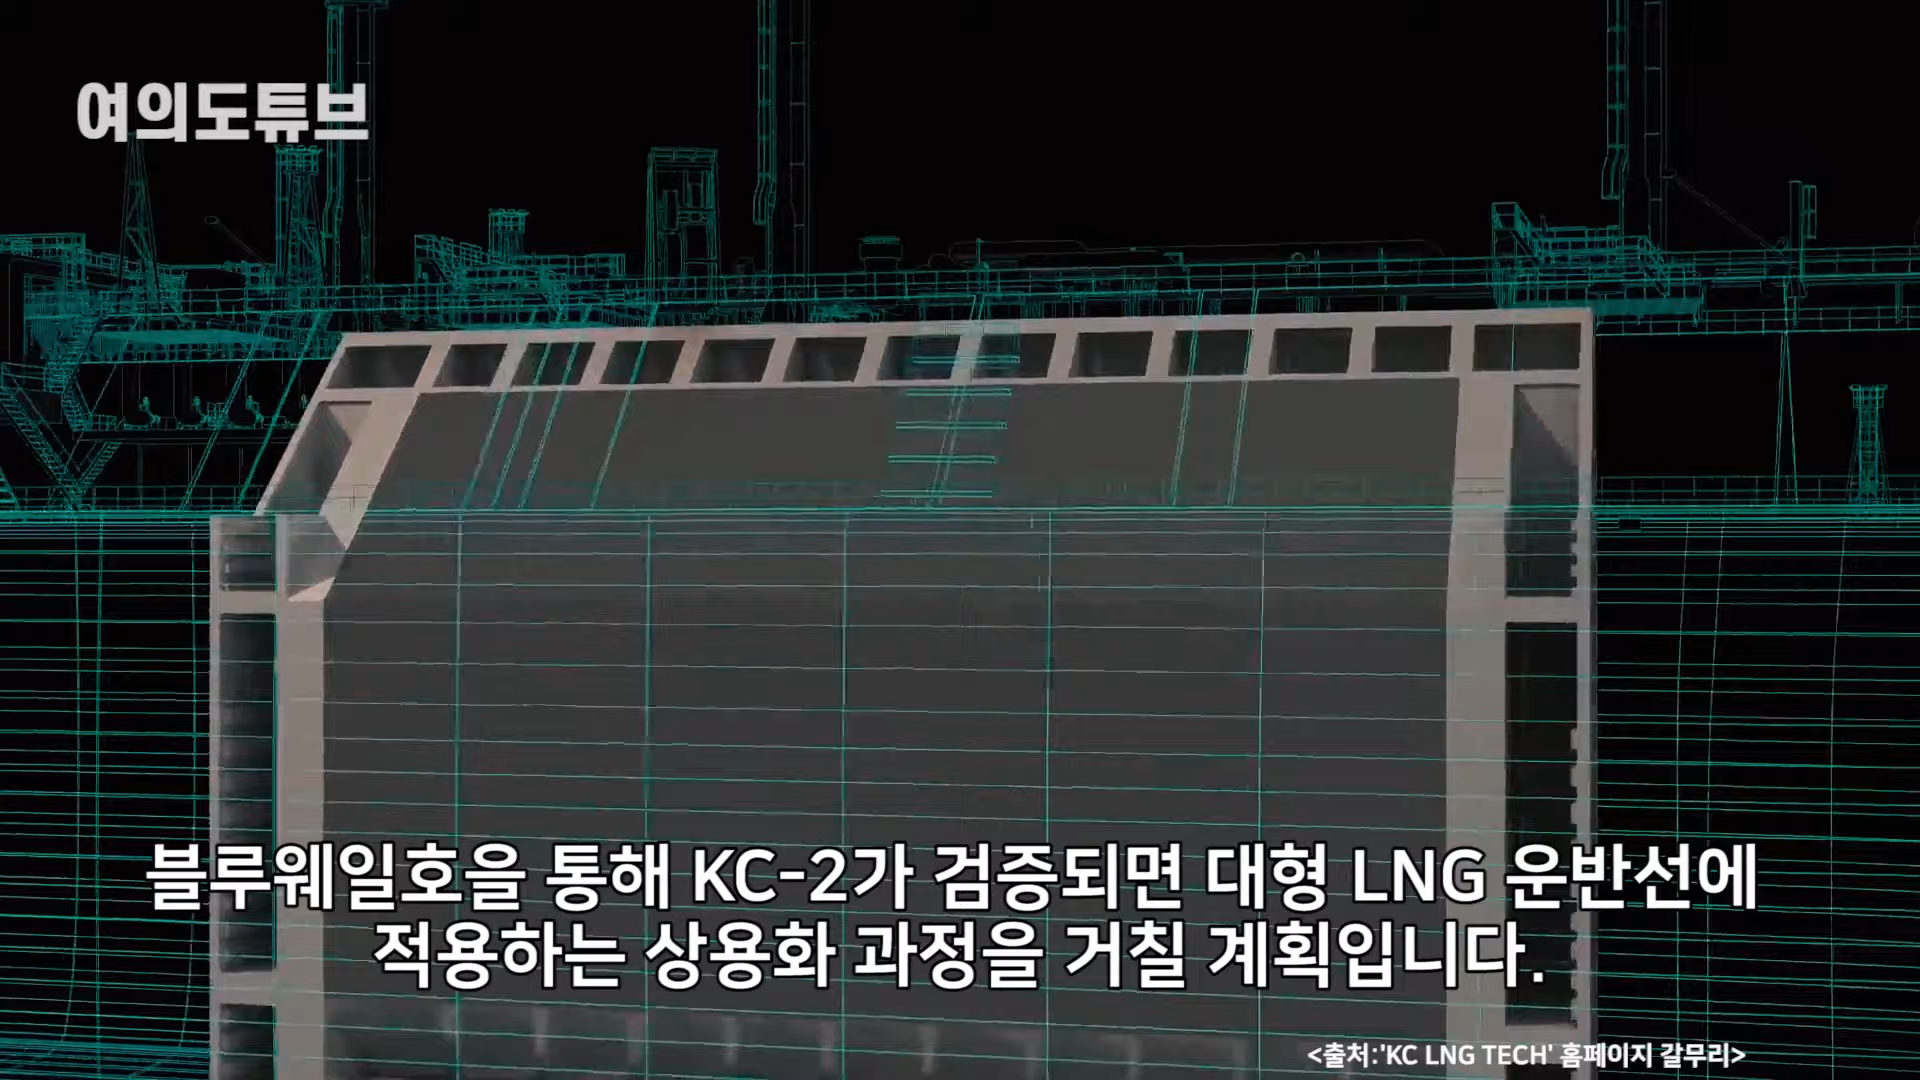 여의도튜브
블루웨일호을 통해 KC-2가 검증되면 대형 LNG 운반선에
적용하는 상용화 과정을 거칠 계획입니다.
<출처:'KC LNG TECH' 홈페이지 갈무리>